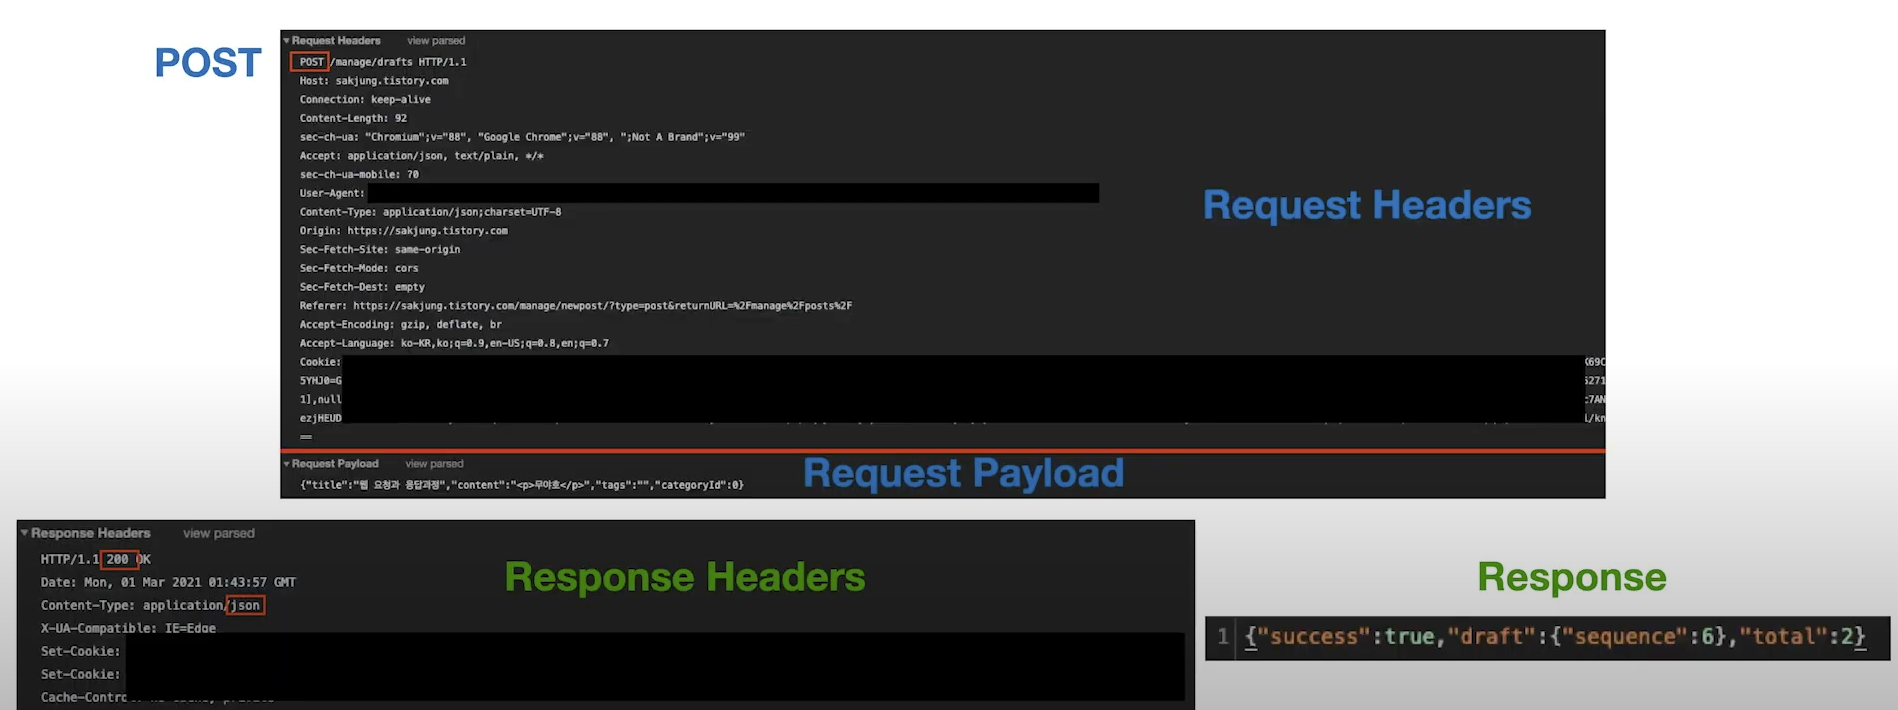 POST
Request Headers view parsed
POST /manage/drafts HTTP/1.1
Host: sakjung.tistory.com
Connection: keep-alive
Content-Length: 92
sec-ch-ua: "Chromium";v="88", "Google Chrome";v="88", ";Not A Brand";v="99"
Accept: application/json, text/plain, */*
sec-ch-ua-mobile: ?0
User-Agent:
Content-Type: application/json;charset=UTF-8
Origin: https://sakjung.tistory.com
Sec-Fetch-Site: same-origin
Sec-Fetch-Mode: cors
Sec-Fetch-Dest: empty
Referer: https://sakjung.tistory.com/manage/newpost/?type=post&returnURL=%2Fmanage%2Fposts%2F
Accept-Encoding: gzip, deflate, br
Accept-Language: ko-KR,ko;q=0.9,en-US;q=0.8,en;q=0.7
Cookie:
5YHJ0=G
1],null
ezjHEUD
==
Request Headers
Request Payload view parsed
{"title":"웹 요청과 응답과정","content":"<p>무야호</p>","tags":"","categoryId":0}
Request Payload
Response Headers view parsed
HTTP/1.1 200 OK
Date: Mon, 01 Mar 2021 01:43:57 GMT
Content-Type: application/json
X-UA-Compatible: IE=Edge
Set-Cookie:
Set-Cookie:
Response Headers
Response
1 {"success":true,"draft":{"sequence":6},"total":2}